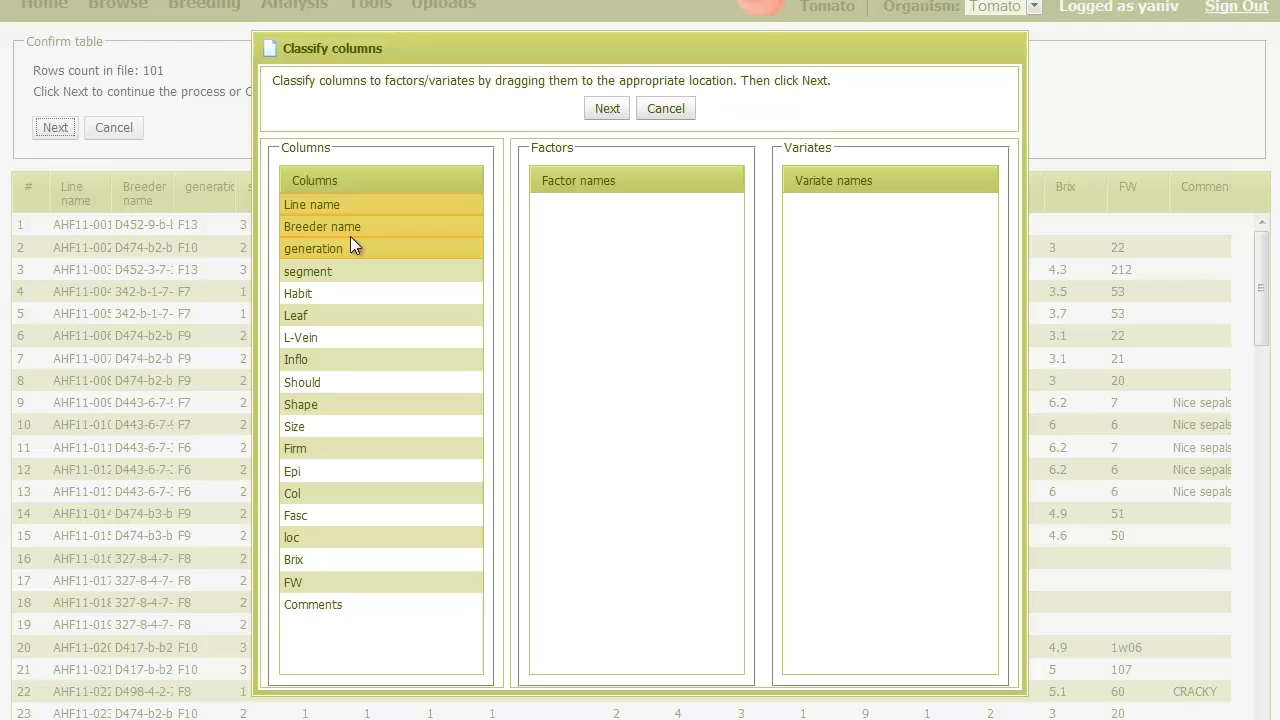 Home Browse Breeding Analysis Tools Uploads Tomato Organism: Tomato Logged as yaniv Sign Out
Confirm table
Rows count in file: 101
Click Next to continue the process or C
Next Cancel
Classify columns
Classify columns to factors/variates by dragging them to the appropriate location. Then click Next.
Next Cancel
Columns
Columns
Line name
Breeder name
generation
segment
Habit
Leaf
L-Vein
Inflo
Should
Shape
Size
Firm
Epi
Col
Fasc
loc
Brix
FW
Comments
Factors
Factor names
Variates
Variate names
# Line name Breeder name generatic s Brix FW Commen
1 AHF11-001 D452-9-b-b F13 3
2 AHF11-002 D474-b2-b F10 3 3 22
3 AHF11-003 D452-3-7- F13 3 4.3 212
4 AHF11-004 342-b-1-7- F7 1 3.5 53
5 AHF11-005 342-b-1-7- F7 1 3.7 53
6 AHF11-006 D474-b2-b F9 2 3.1 22
7 AHF11-007 D474-b2-b F9 2 3.1 21
8 AHF11-008 D474-b2-b F9 2 3 20
9 AHF11-009 D443-6-7- F7 2 6.2 7 Nice sepals
10 AHF11-010 D443-6-7- F7 2 6 6 Nice sepals
11 AHF11-011 D443-6-7- F6 2 6.2 7 Nice sepals
12 AHF11-012 D443-6-7- F6 2 6.2 6 Nice sepals
13 AHF11-013 D443-6-7- F6 2 6 6 Nice sepals
14 AHF11-014 D474-b3-b F9 2 4.9 51
15 AHF11-015 D474-b3-b F9 2 4.6 50
16 AHF11-016 327-8-4-7- F8 2
17 AHF11-017 327-8-4-7- F8 2
18 AHF11-018 327-8-4-7- F8 2
19 AHF11-019 327-8-4-7- F8 2
20 AHF11-020 D417-b-b2 F10 3 4.9 1w06
21 AHF11-021 D417-b-b2 F10 3 5 107
22 AHF11-022 D498-4-2- F8 1 5.1 60 CRACKY
23 AHF11-023 D474-b2-b F10 2 1 1 1 1 2 4 3 1 9 1 2 3 20